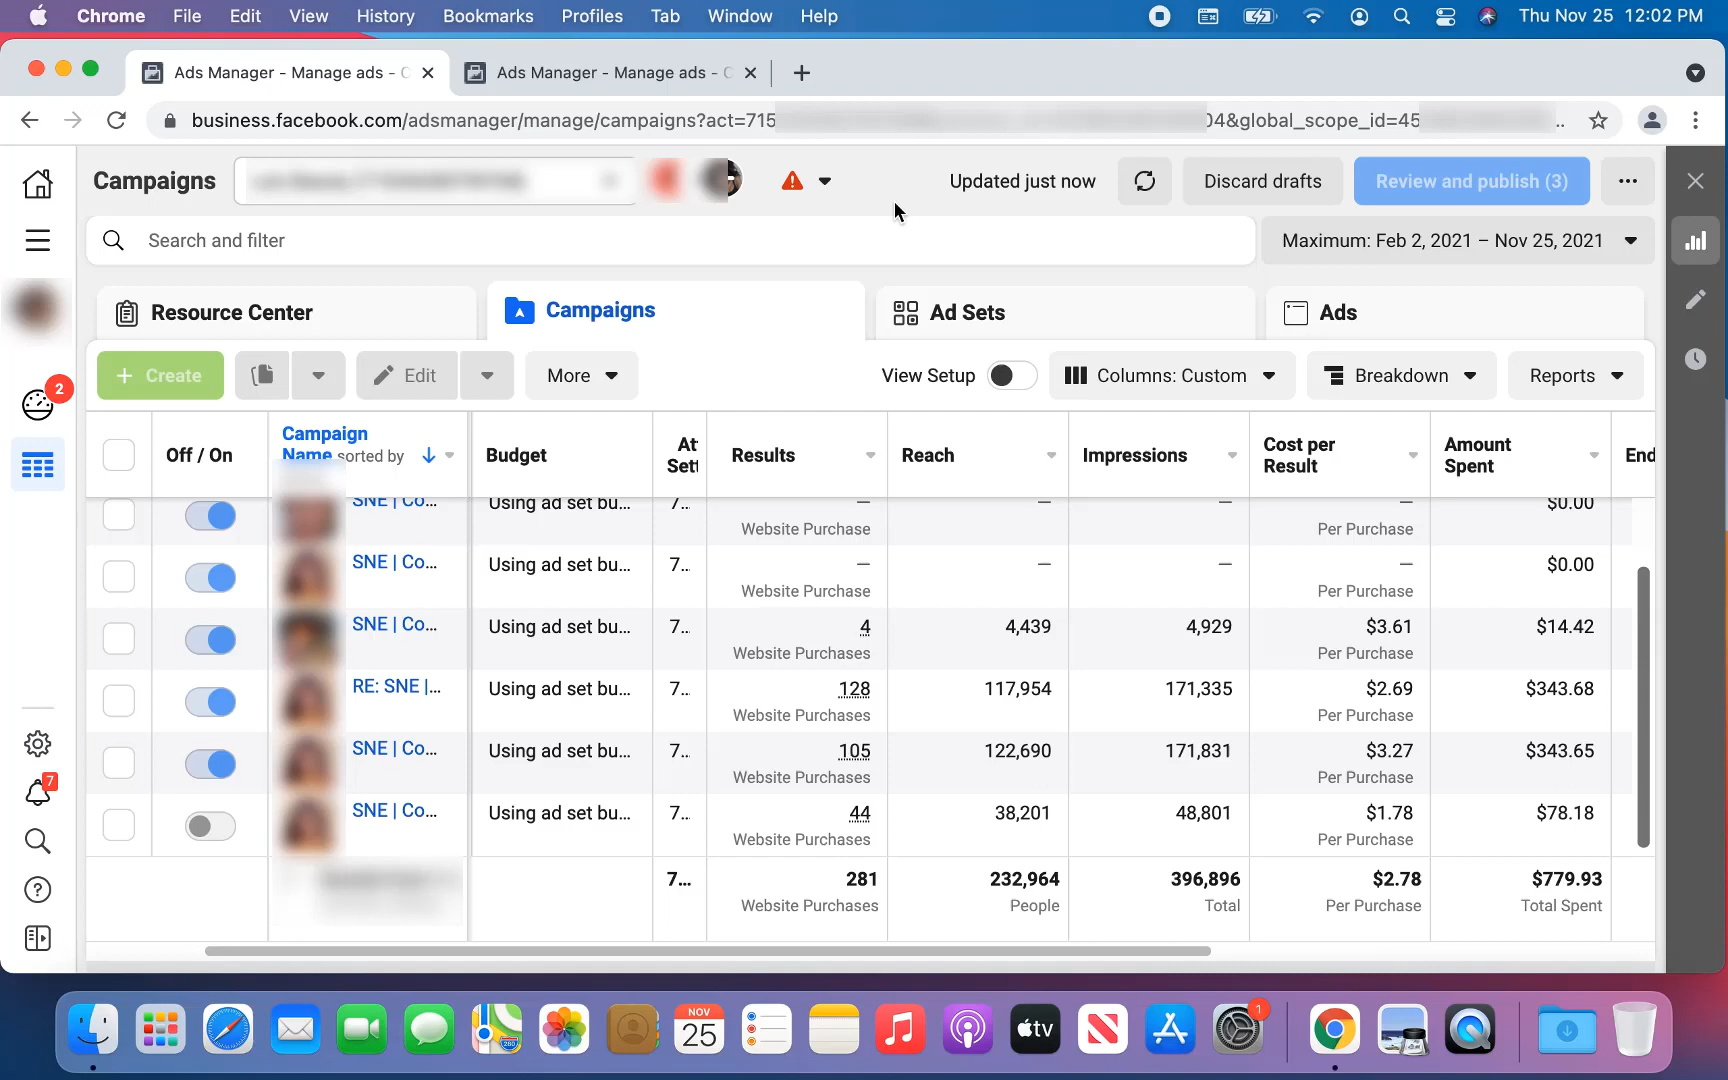 Chrome File Edit View History Bookmarks Profiles Tab Window Help Thu Nov 25 12:02 PM
Ads Manager - Manage ads - Ads Manager - Manage ads -
business.facebook.com/adsmanager/manage/campaigns?act=715 04&global_scope_id=45 ..
Campaigns Updated just now Discard drafts Review and publish (3)
Search and filter Maximum: Feb 2, 2021 – Nov 25, 2021
Resource Center Campaigns Ad Sets Ads
+ Create Edit More View Setup Columns: Custom Breakdown Reports
2
Off / On Campaign Name sorted by Budget Att Sett Results Reach Impressions Cost per Result Amount Spent End
SNE | Co... Using ad set bu... 7... — — — — $0.00
Website Purchase Per Purchase
SNE | Co... Using ad set bu... 7... — — — — $0.00
Website Purchase Per Purchase
SNE | Co... Using ad set bu... 7... 4 4,439 4,929 $3.61 $14.42
Website Purchases Per Purchase
RE: SNE |... Using ad set bu... 7... 128 117,954 171,335 $2.69 $343.68
Website Purchases Per Purchase
SNE | Co... Using ad set bu... 7... 105 122,690 171,831 $3.27 $343.65
7
Website Purchases Per Purchase
SNE | Co... Using ad set bu... 7... 44 38,201 48,801 $1.78 $78.18
Website Purchases Per Purchase
7... 281 232,964 396,896 $2.78 $779.93
Website Purchases People Total Per Purchase Total Spent
NOV
25
280
tv
1